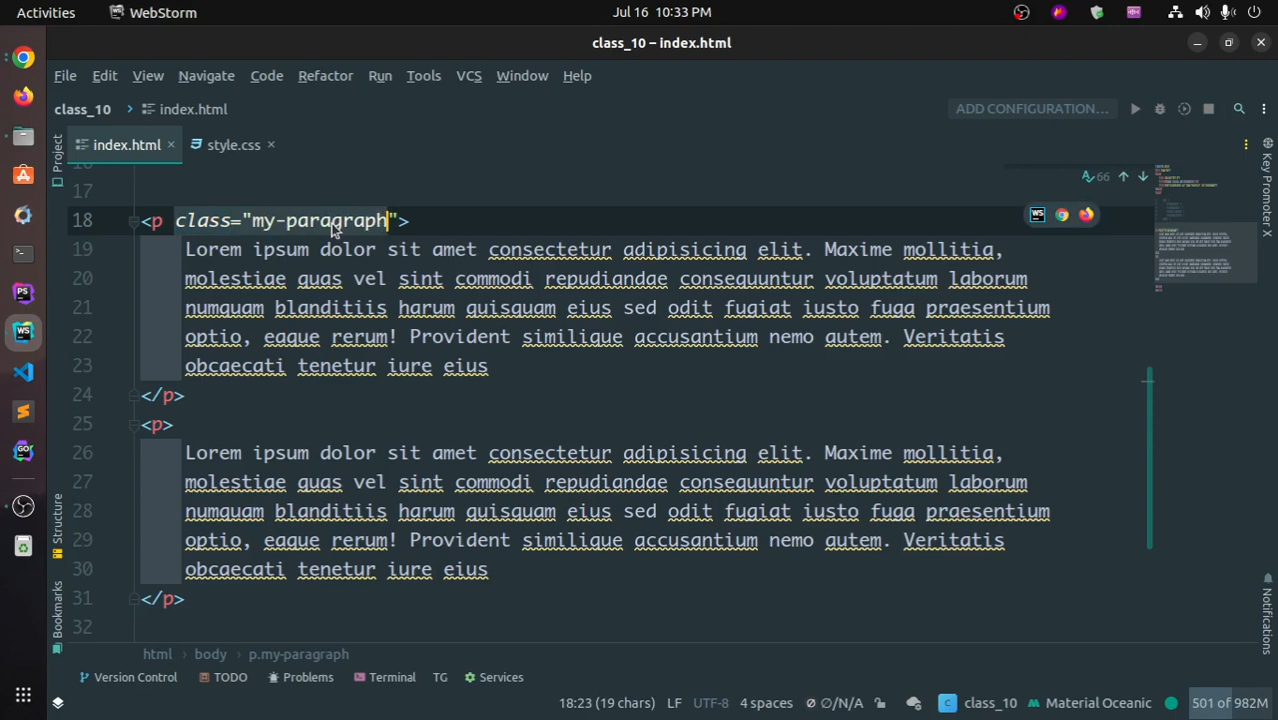 Activities WebStorm Jul 16 10:33 PM
class_10 – index.html
File Edit View Navigate Code Refactor Run Tools VCS Window Help
class_10 index.html ADD CONFIGURATION...
Project index.html style.css Key Promoter X
66
17
18 <p class="my-paragraph">
19 Lorem ipsum dolor sit amet consectetur adipisicing elit. Maxime mollitia,
20 molestiae quas vel sint commodi repudiandae consequuntur voluptatum laborum
21 numquam blanditiis harum quisquam eius sed odit fugiat iusto fuga praesentium
22 optio, eaque rerum! Provident similique accusantium nemo autem. Veritatis
23 obcaecati tenetur iure eius
24 </p>
25 <p>
26 Lorem ipsum dolor sit amet consectetur adipisicing elit. Maxime mollitia,
27 molestiae quas vel sint commodi repudiandae consequuntur voluptatum laborum
28 numquam blanditiis harum quisquam eius sed odit fugiat iusto fuga praesentium
29 optio, eaque rerum! Provident similique accusantium nemo autem. Veritatis
30 obcaecati tenetur iure eius
31 </p>
32
Structure
Bookmarks
Notifications
html body p.my-paragraph
Version Control TODO Problems Terminal TG Services
18:23 (19 chars) LF UTF-8 4 spaces ∅/N/A C class_10 Material Oceanic 501 of 982M